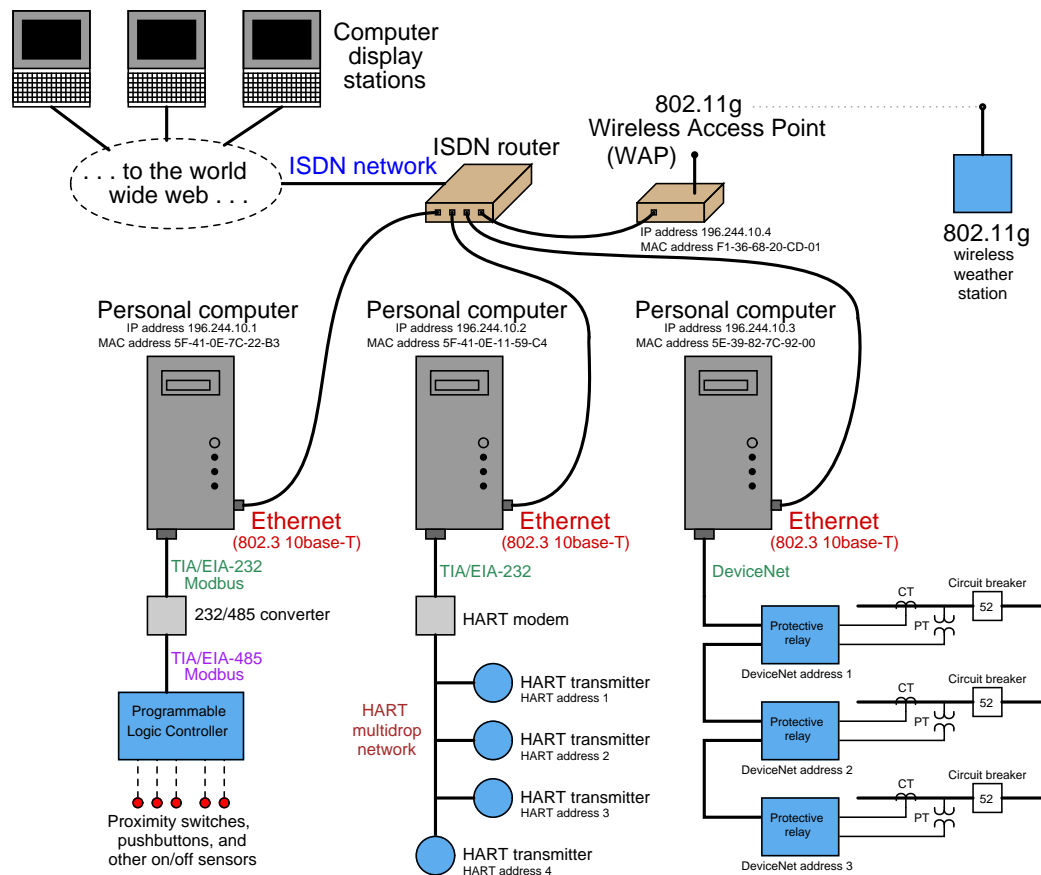 Computer
display
stations
. . . to the world
wide web . . .
ISDN network
ISDN router
802.11g
Wireless Access Point
(WAP)
IP address 196.244.10.4
MAC address F1-36-68-20-CD-01
802.11g
wireless
weather
station
Personal computer
IP address 196.244.10.1
MAC address 5F-41-0E-7C-22-B3
Ethernet
(802.3 10base-T)
TIA/EIA-232
Modbus
232/485 converter
TIA/EIA-485
Modbus
Programmable
Logic Controller
Proximity switches,
pushbuttons, and
other on/off sensors
Personal computer
IP address 196.244.10.2
MAC address 5F-41-0E-11-59-C4
Ethernet
(802.3 10base-T)
TIA/EIA-232
HART modem
HART
multidrop
network
HART transmitter
HART address 1
HART transmitter
HART address 2
HART transmitter
HART address 3
HART transmitter
HART address 4
Personal computer
IP address 196.244.10.3
MAC address 5E-39-82-7C-92-00
Ethernet
(802.3 10base-T)
DeviceNet
Protective
relay
DeviceNet address 1
CT
PT
Circuit breaker
52
Protective
relay
DeviceNet address 2
CT
PT
Circuit breaker
52
Protective
relay
DeviceNet address 3
CT
PT
Circuit breaker
52